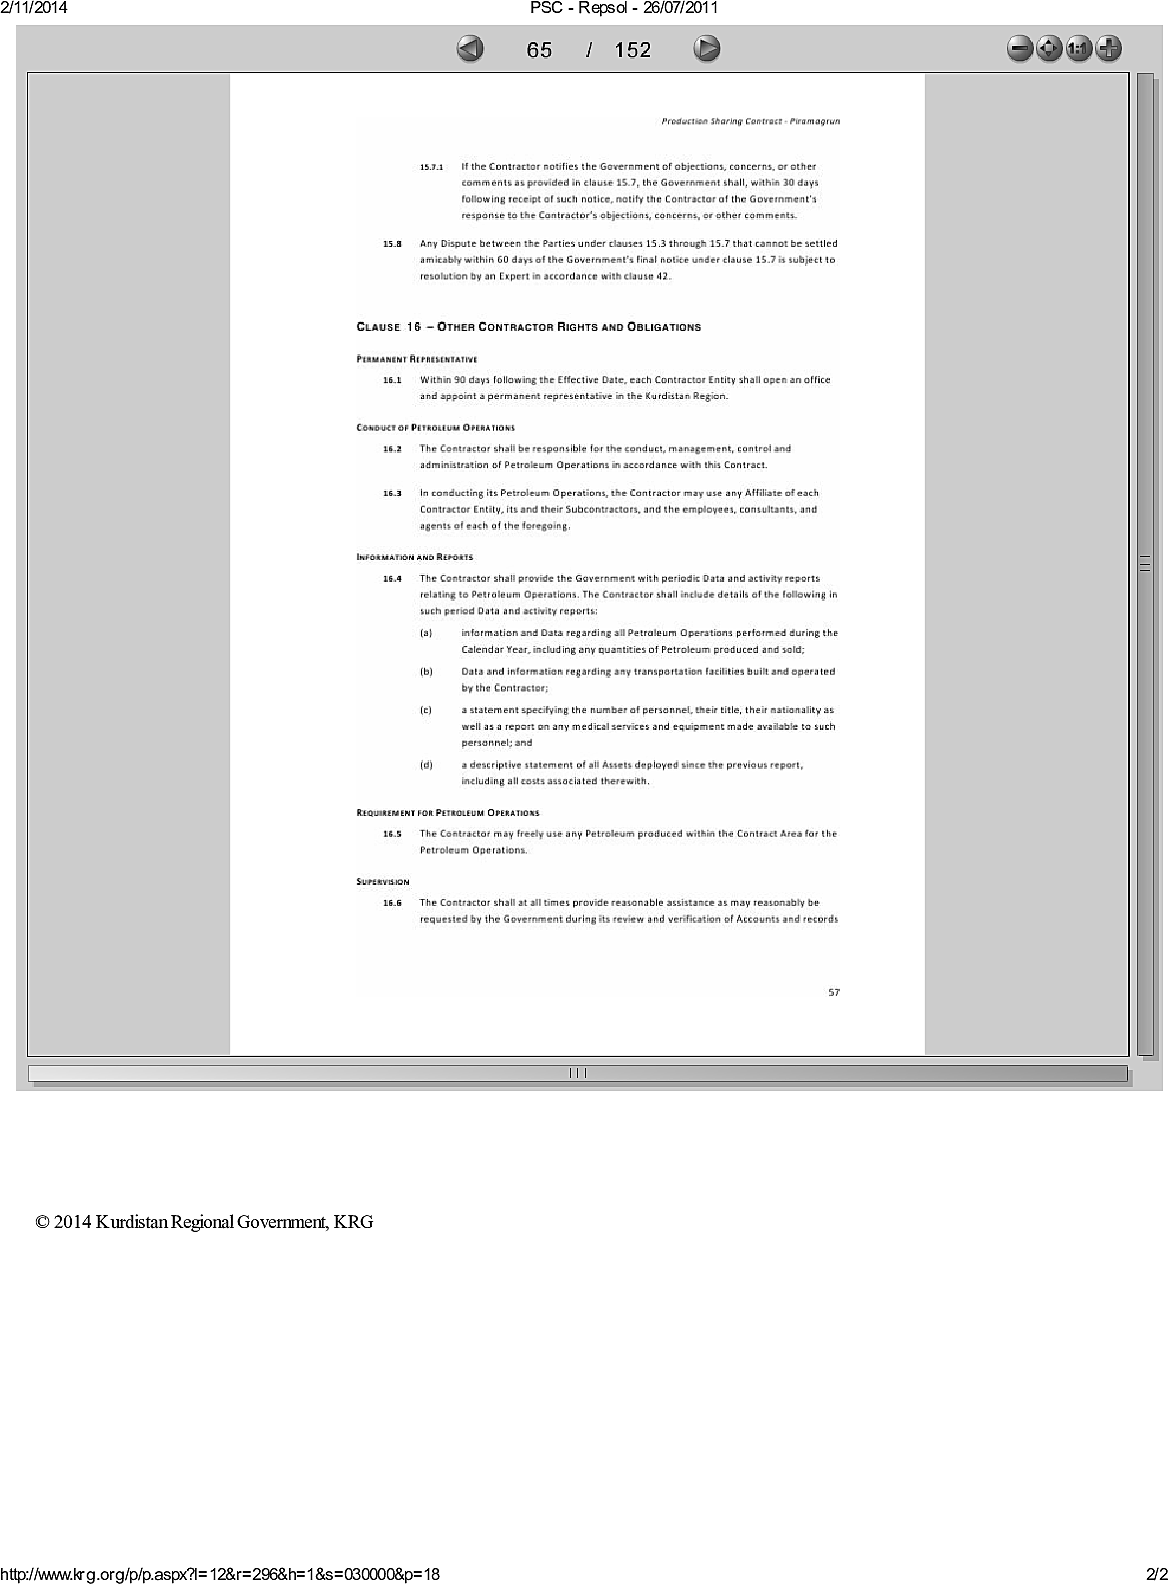 2/11/2014 PSC - Repsol - 26/07/2011
65 / 152
1:1
Production Sharing Contract - Piramagrun
15.7.1 If the Contractor notifies the Government of objections, concerns, or other
comments as provided in clause 15.7, the Government shall, within 30 days
following receipt of such notice, notify the Contractor of the Government's
response to the Contractor's objections, concerns, or other comments.
15.8 Any Dispute between the Parties under clauses 15.3 through 15.7 that cannot be settled
amicably within 60 days of the Government's final notice under clause 15.7 is subject to
resolution by an Expert in accordance with clause 42.
CLAUSE 16 – OTHER CONTRACTOR RIGHTS AND OBLIGATIONS
PERMANENT REPRESENTATIVE
16.1 Within 90 days following the Effective Date, each Contractor Entity shall open an office
and appoint a permanent representative in the Kurdistan Region.
CONDUCT OF PETROLEUM OPERATIONS
16.2 The Contractor shall be responsible for the conduct, management, control and
administration of Petroleum Operations in accordance with this Contract.
16.3 In conducting its Petroleum Operations, the Contractor may use any Affiliate of each
Contractor Entity, its and their Subcontractors, and the employees, consultants, and
agents of each of the foregoing.
INFORMATION AND REPORTS
16.4 The Contractor shall provide the Government with periodic Data and activity reports
relating to Petroleum Operations. The Contractor shall include details of the following in
such period Data and activity reports:
(a) information and Data regarding all Petroleum Operations performed during the
Calendar Year, including any quantities of Petroleum produced and sold;
(b) Data and information regarding any transportation facilities built and operated
by the Contractor;
(c) a statement specifying the number of personnel, their title, their nationality as
well as a report on any medical services and equipment made available to such
personnel; and
(d) a descriptive statement of all Assets deployed since the previous report,
including all costs associated therewith.
REQUIREMENT FOR PETROLEUM OPERATIONS
16.5 The Contractor may freely use any Petroleum produced within the Contract Area for the
Petroleum Operations.
SUPERVISION
16.6 The Contractor shall at all times provide reasonable assistance as may reasonably be
requested by the Government during its review and verification of Accounts and records
57
© 2014 Kurdistan Regional Government, KRG
http://www.krg.org/p/p.aspx?l=12&r=296&h=1&s=030000&p=18 2/2